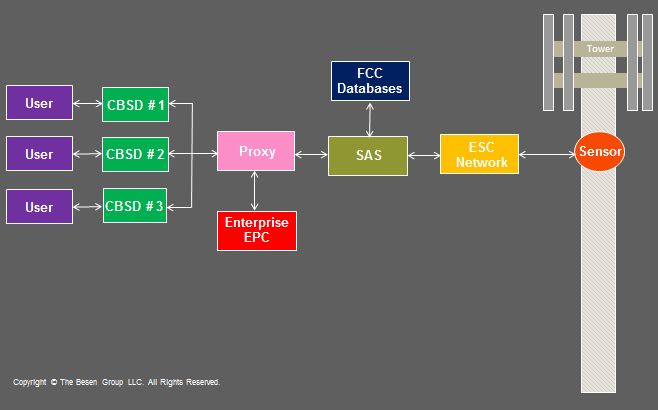 Tower
FCC
Databases
User
CBSD # 1
User
CBSD # 2
Proxy
SAS
ESC
Network
Sensor
User
CBSD # 3
Enterprise
EPC
Copyright © The Besen Group LLC. All Rights Reserved.